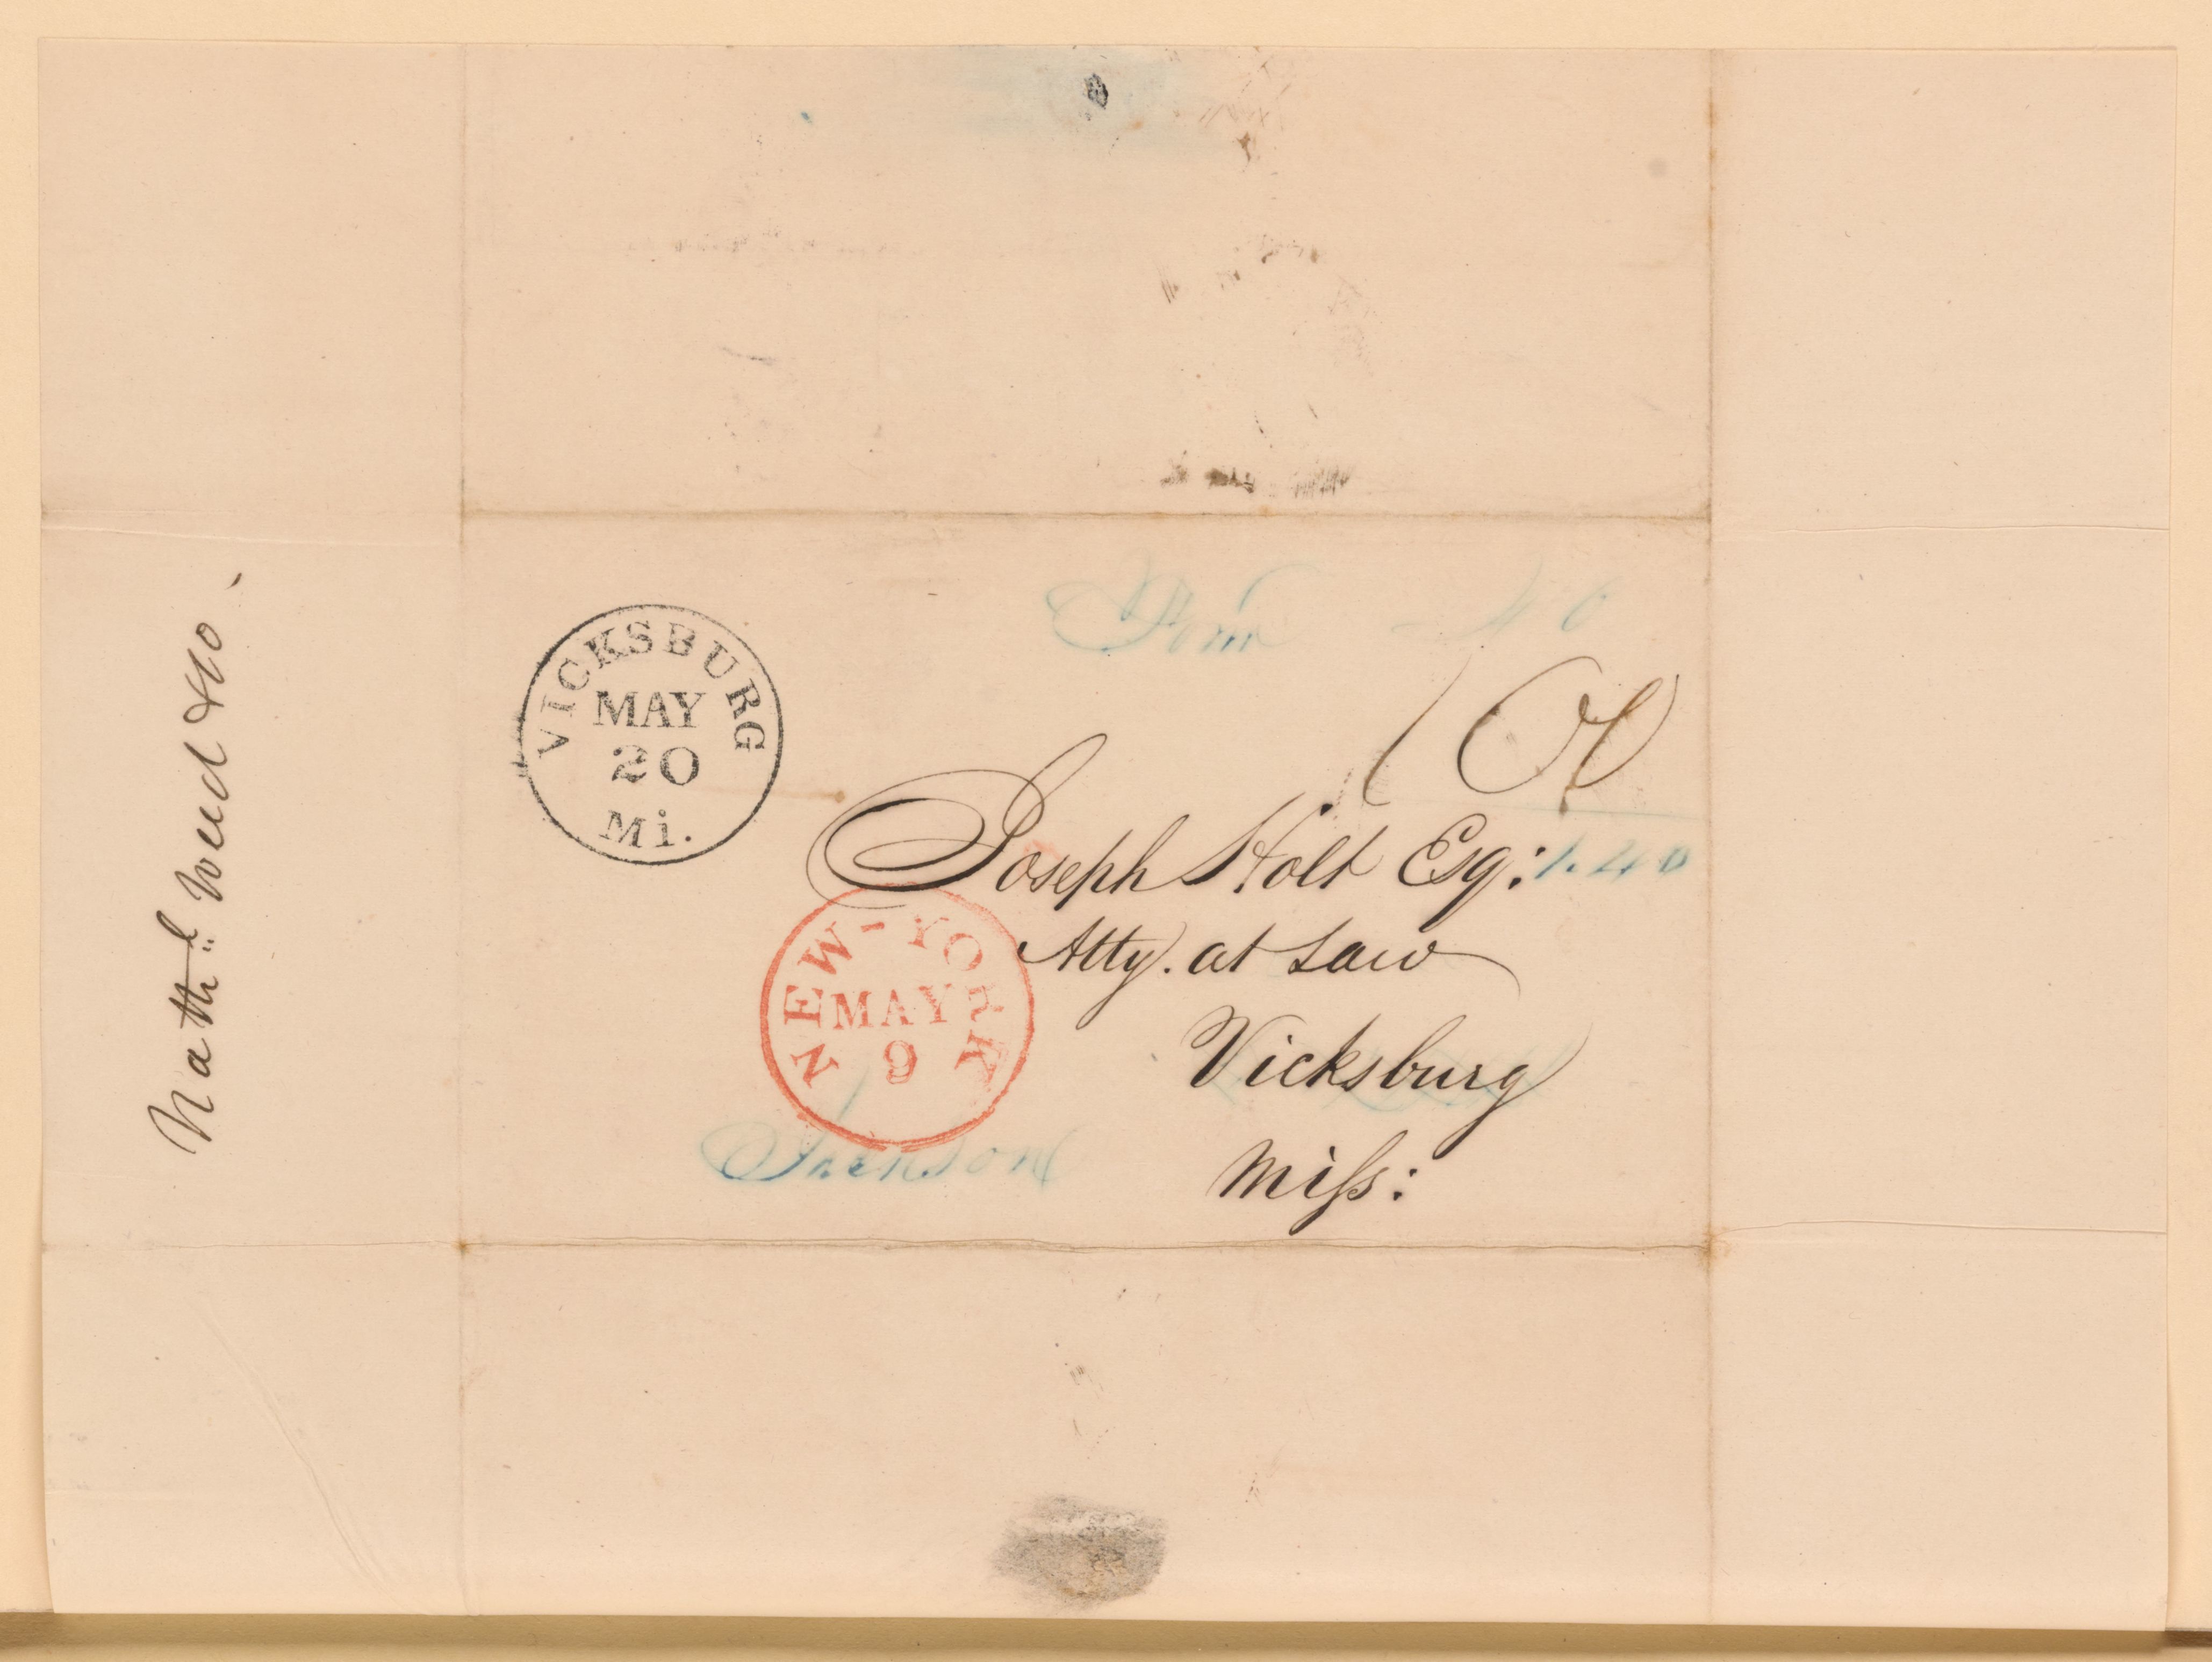 Nath:l Weed & Co.
VICKSBURG
MAY
20
Mi.
Joseph Holt Esq:
1.40
Atty. at Law
Vicksburg
Miſs:
NEW-YORK
MAY
9